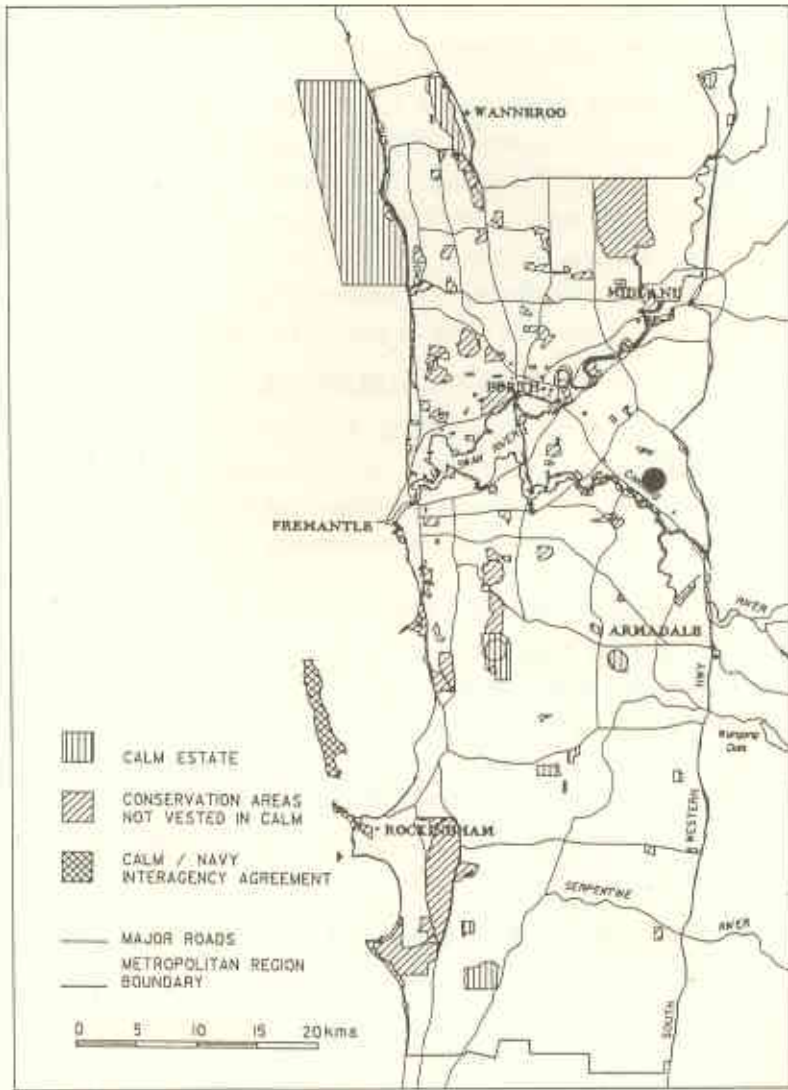 WANNEROO
MIDLAND
PERTH
SWAN RIVER
FREMANTLE
RIVER
ARMADALE
HWY
Wungong
Dam
CALM ESTATE
CONSERVATION AREAS
NOT VESTED IN CALM
ROCKINGHAM
WESTERN
CALM / NAVY
INTERAGENCY AGREEMENT
SERPENTINE
RIVER
MAJOR ROADS
METROPOLITAN REGION
BOUNDARY
SOUTH
0 5 10 15 20 kms